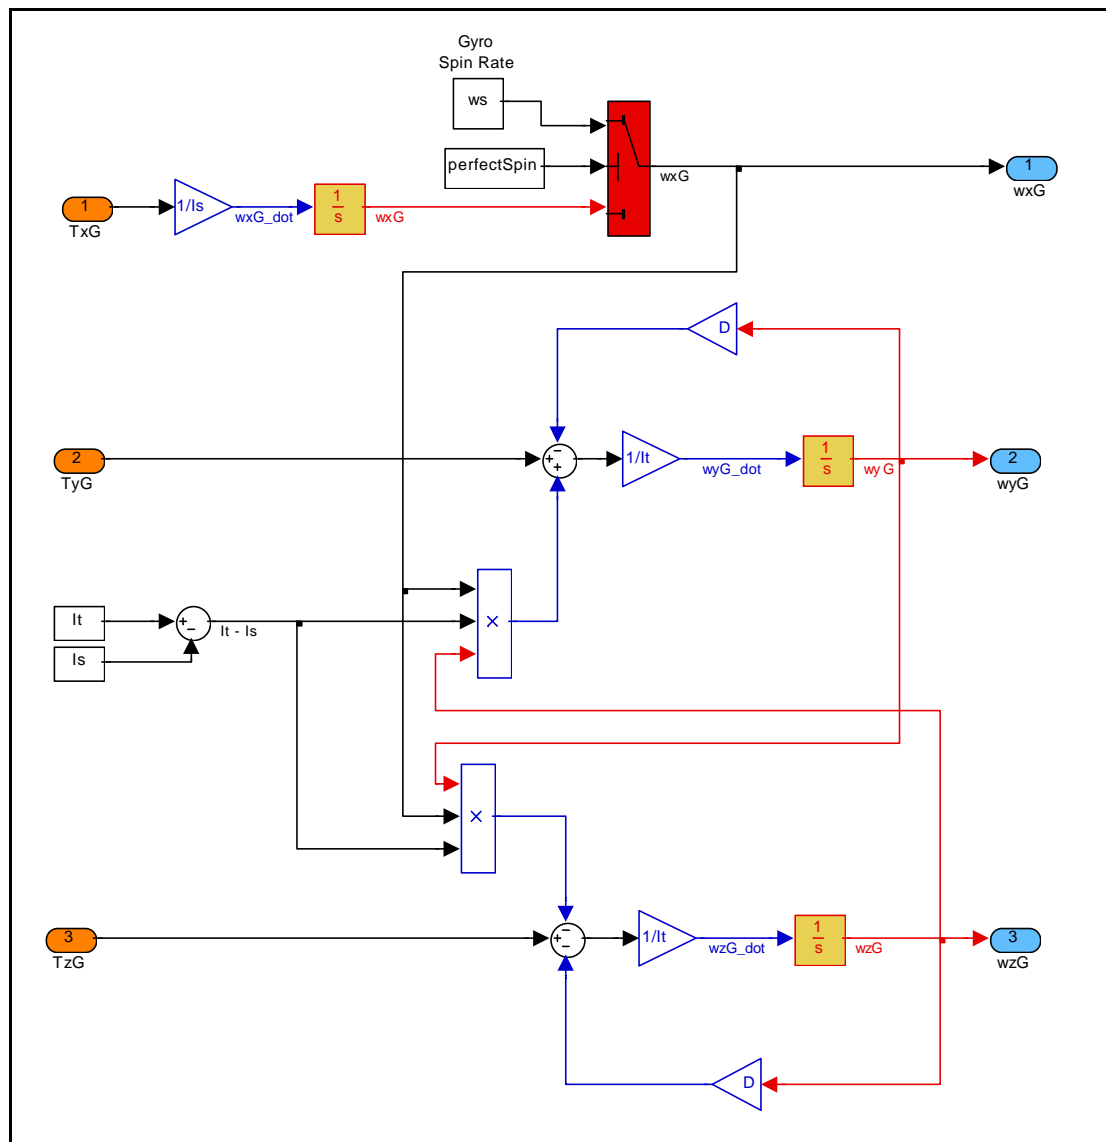 Gyro
Spin Rate
ws
perfectSpin
wxG
1
wxG
1
TxG
1/Is
wxG_dot
1
s
wxG
D
2
TyG
+
−
+
1/It
wyG_dot
1
s
wyG
2
wyG
It
Is
+
−
It - Is
×
×
3
TzG
+
−
−
1/It
wzG_dot
1
s
wzG
3
wzG
D